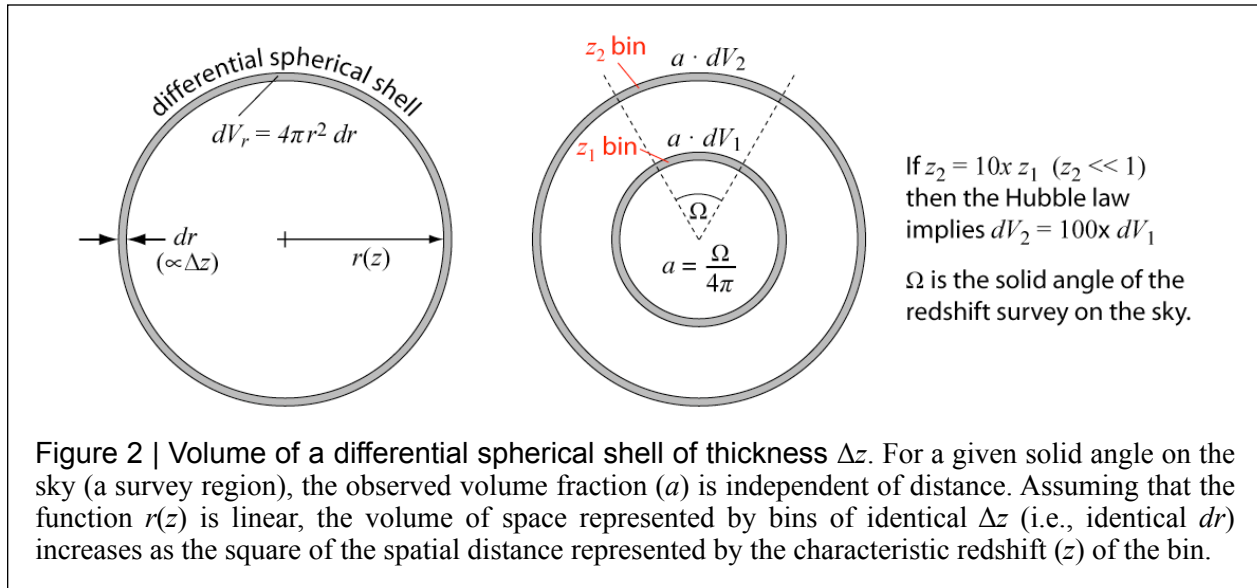 differential spherical shell
dVᵣ = 4πr² dr
dr
(∝Δz)
r(z)
z₂ bin
a · dV₂
z₁ bin
a · dV₁
Ω
a = Ω/4π
If z₂ = 10x z₁ (z₂ << 1)
then the Hubble law
implies dV₂ = 100x dV₁
Ω is the solid angle of the
redshift survey on the sky.
Figure 2 | Volume of a differential spherical shell of thickness Δz. For a given solid angle on the
sky (a survey region), the observed volume fraction (a) is independent of distance. Assuming that the
function r(z) is linear, the volume of space represented by bins of identical Δz (i.e., identical dr)
increases as the square of the spatial distance represented by the characteristic redshift (z) of the bin.